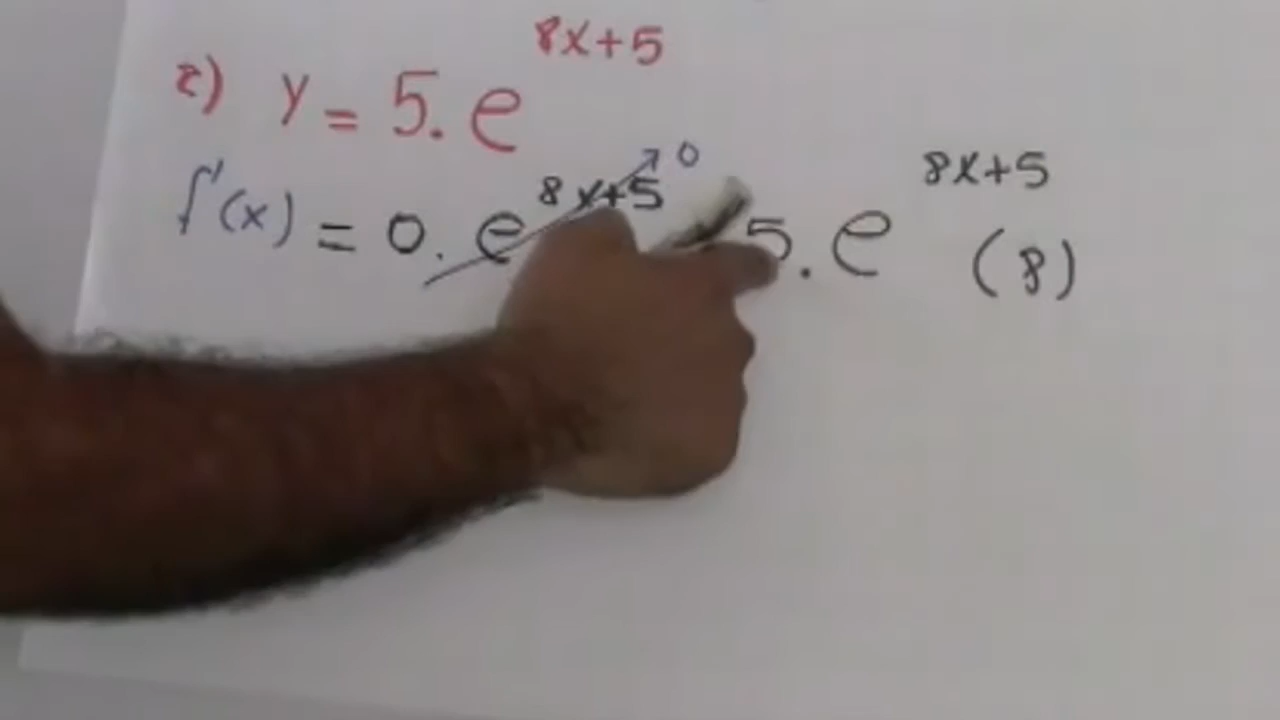 2) y = 5.e^{8x+5}
f'(x) = 0.e^{8x+5} ↗ 0 5.e^{8x+5} (8)